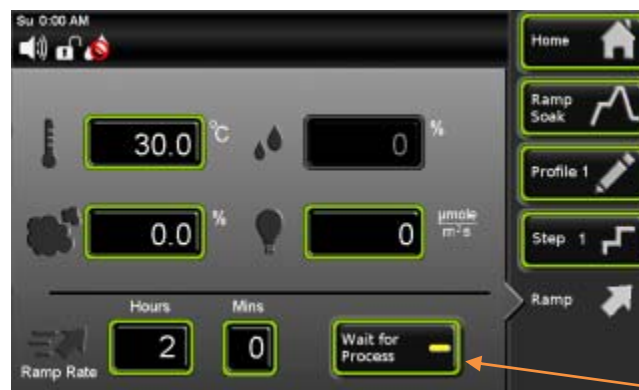 Su 0:00 AM
Home
Ramp
Soak
30.0 °C
0 %
Profile 1
0.0 %
0 µmole
m²s
Step 1
Hours
Mins
Ramp
Ramp Rate
2
0
Wait for
Process